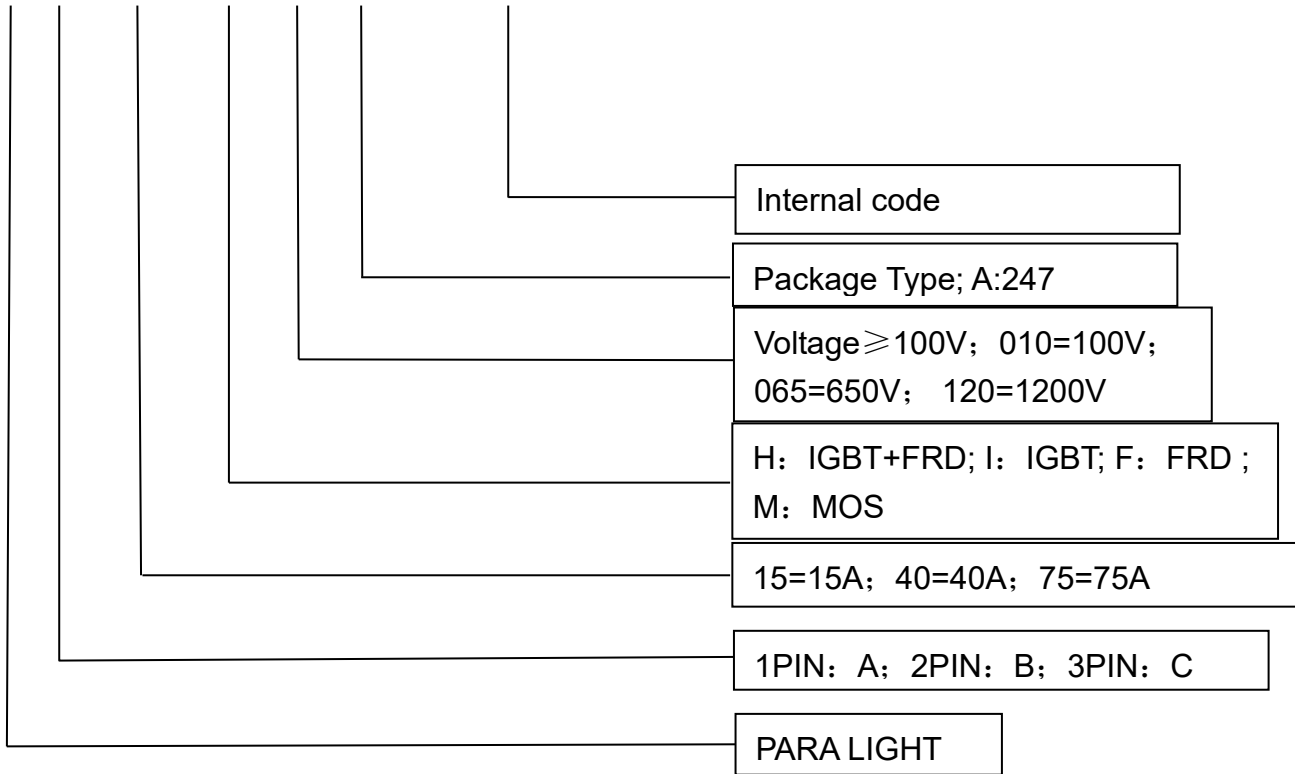 Internal code
Package Type; A:247
Voltage≥100V；010=100V；
065=650V； 120=1200V
H：IGBT+FRD; I：IGBT; F：FRD ;
M：MOS
15=15A；40=40A；75=75A
1PIN：A；2PIN：B；3PIN：C
PARA LIGHT